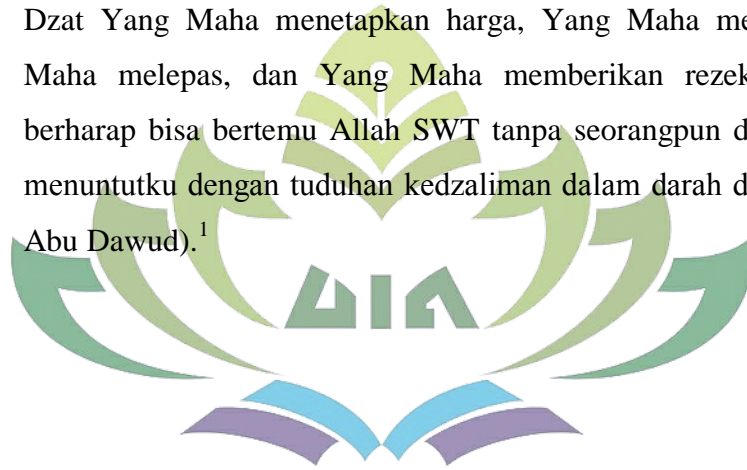 Dzat Yang Maha menetapkan harga, Yang Maha me
Maha melepas, dan Yang Maha memberikan rezek
berharap bisa bertemu Allah SWT tanpa seorangpun d
menuntutku dengan tuduhan kedzaliman dalam darah d
Abu Dawud).¹
UIN